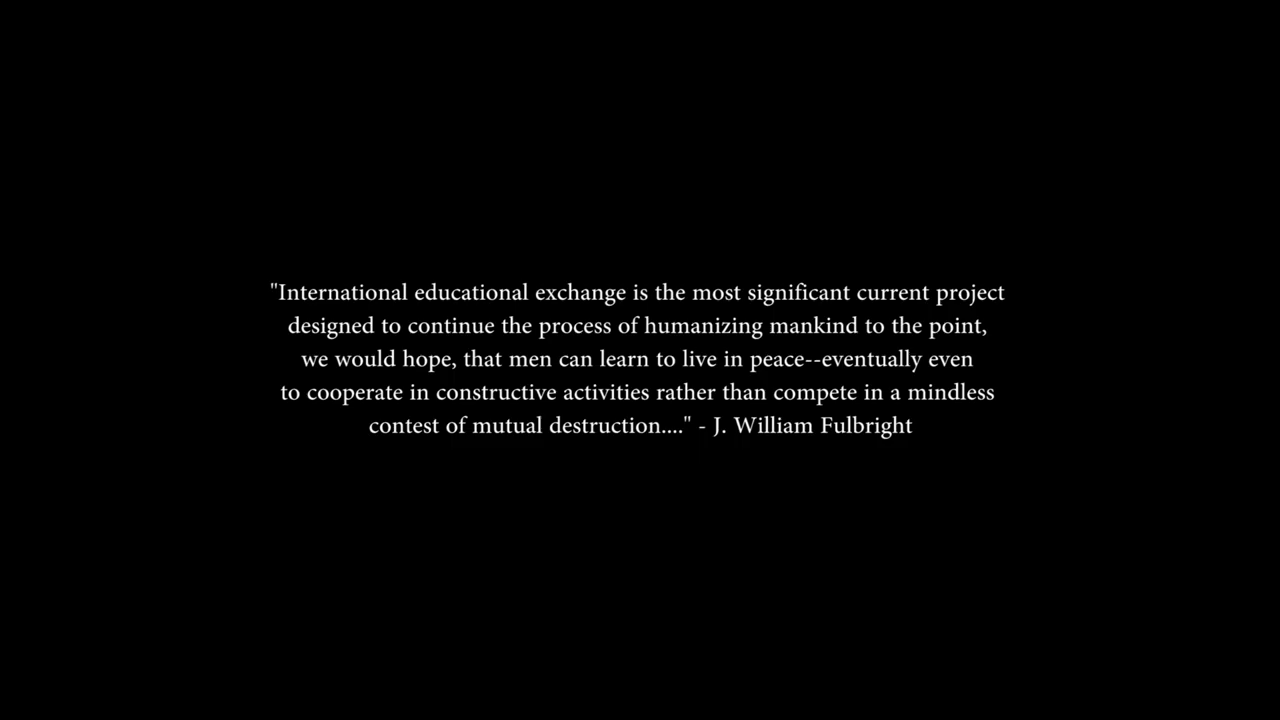 "International educational exchange is the most significant current project
designed to continue the process of humanizing mankind to the point,
we would hope, that men can learn to live in peace--eventually even
to cooperate in constructive activities rather than compete in a mindless
contest of mutual destruction...." - J. William Fulbright